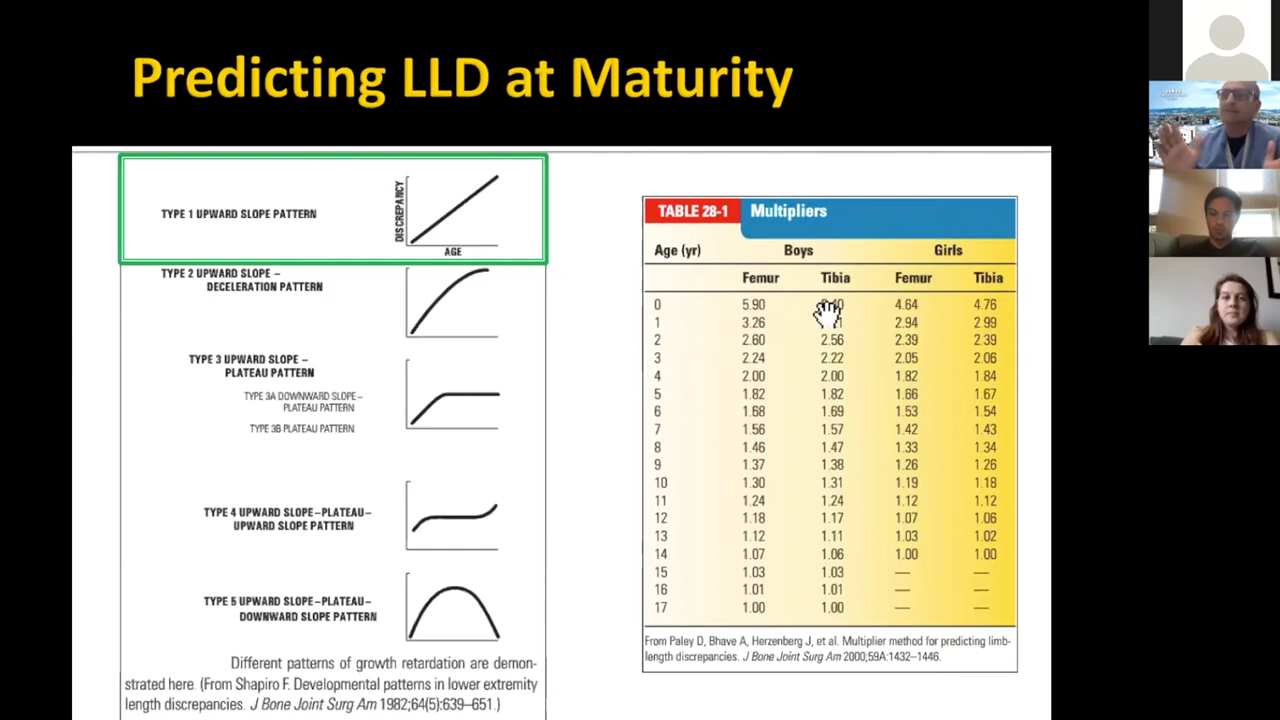 Predicting LLD at Maturity
TYPE 1 UPWARD SLOPE PATTERN
DISCREPANCY
AGE
TYPE 2 UPWARD SLOPE –
DECELERATION PATTERN
TYPE 3 UPWARD SLOPE –
PLATEAU PATTERN
TYPE 3A DOWNWARD SLOPE–
PLATEAU PATTERN
TYPE 3B PLATEAU PATTERN
TYPE 4 UPWARD SLOPE–PLATEAU–
UPWARD SLOPE PATTERN
TYPE 5 UPWARD SLOPE–PLATEAU–
DOWNWARD SLOPE PATTERN
Different patterns of growth retardation are demon-
strated here. (From Shapiro F. Developmental patterns in lower extremity
length discrepancies. J Bone Joint Surg Am 1982;64(5):639–651.)
TABLE 28-1 Multipliers
Age (yr) Boys Girls
Femur Tibia Femur Tibia
0 5.90 4.64 4.76
1 3.26 2.94 2.99
2 2.60 2.56 2.39 2.39
3 2.24 2.22 2.05 2.06
4 2.00 2.00 1.82 1.84
5 1.82 1.82 1.66 1.67
6 1.68 1.69 1.53 1.54
7 1.56 1.57 1.42 1.43
8 1.46 1.47 1.33 1.34
9 1.37 1.38 1.26 1.26
10 1.30 1.31 1.19 1.18
11 1.24 1.24 1.12 1.12
12 1.18 1.17 1.07 1.06
13 1.12 1.11 1.03 1.02
14 1.07 1.06 1.00 1.00
15 1.03 1.03 — —
16 1.01 1.01 — —
17 1.00 1.00 — —
From Paley D, Bhave A, Herzenberg J, et al. Multiplier method for predicting limb-
length discrepancies. J Bone Joint Surg Am 2000;59A:1432–1446.